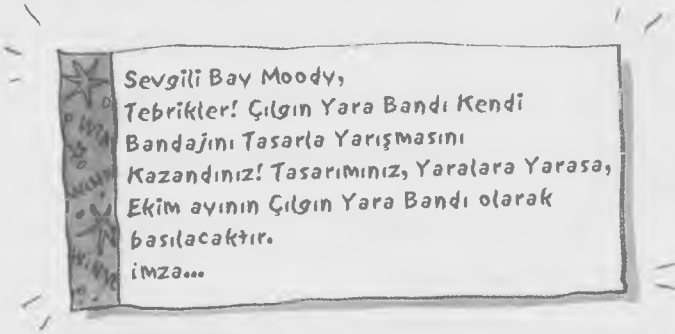 Sevgili Bay Moody,
Tebrikler! Çılgın Yara Bandı Kendi
Bandajını Tasarla Yarışmasını
Kazandınız! Tasarımınız, Yaralara Yarasa,
Ekim ayının Çılgın Yara Bandı olarak
basılacaktır.
imza...